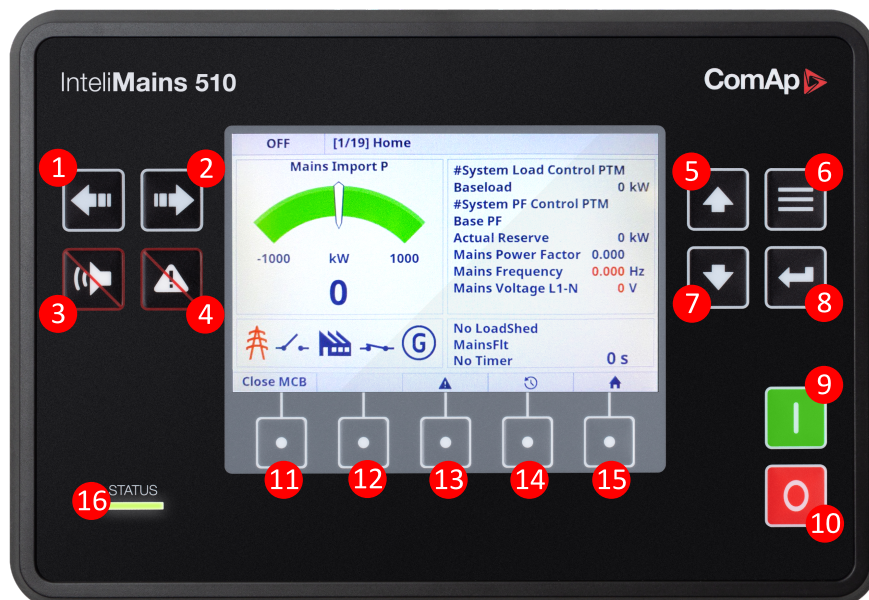 InteliMains 510
ComAp
OFF [1/19] Home
Mains Import P
-1000 kW 1000
0
#System Load Control PTM
Baseload 0 kW
#System PF Control PTM
Base PF
Actual Reserve 0 kW
Mains Power Factor 0.000
Mains Frequency 0.000 Hz
Mains Voltage L1-N 0 V
G
No LoadShed
MainsFlt
No Timer 0 s
Close MCB
1
2
3
4
5
6
7
8
9
I
O
10
11
12
13
14
15
16
STATUS